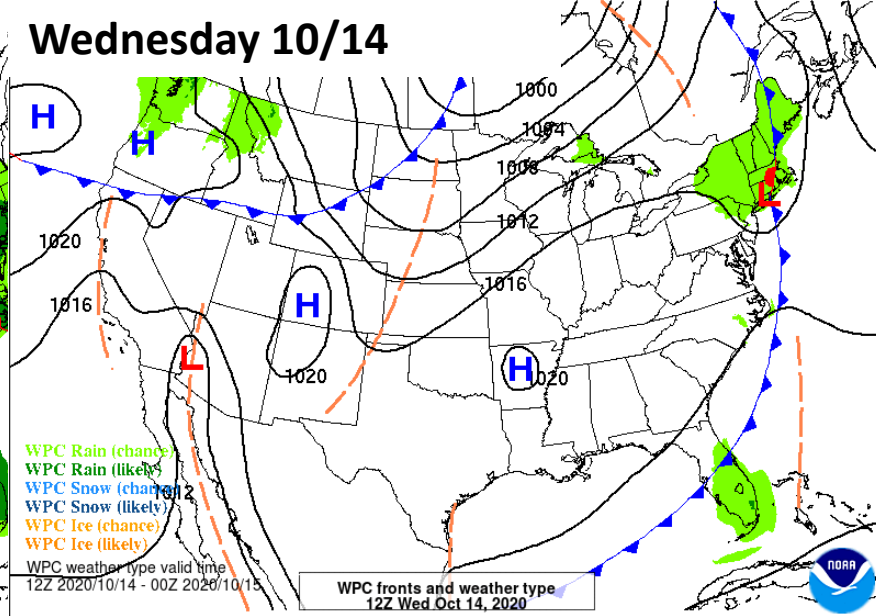 Wednesday 10/14
H
H
1000
1004
1008
1012
L
1020
1016
1016
H
L
1020
H
1020
1012
WPC Rain (chance)
WPC Rain (likely)
WPC Snow (chance)
WPC Snow (likely)
WPC Ice (chance)
WPC Ice (likely)
WPC weather type valid time
12Z 2020/10/14 - 00Z 2020/10/15
WPC fronts and weather type
12Z Wed Oct 14, 2020
NOAA